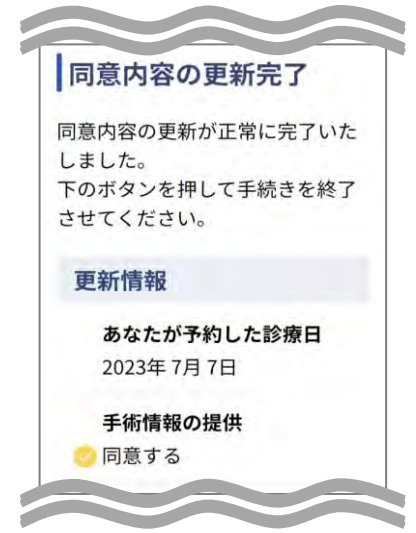 同意内容の更新完了
同意内容の更新が正常に完了いた
しました。
下のボタンを押して手続きを終了
させてください。
更新情報
あなたが予約した診療日
2023年 7月 7日
手術情報の提供
同意する